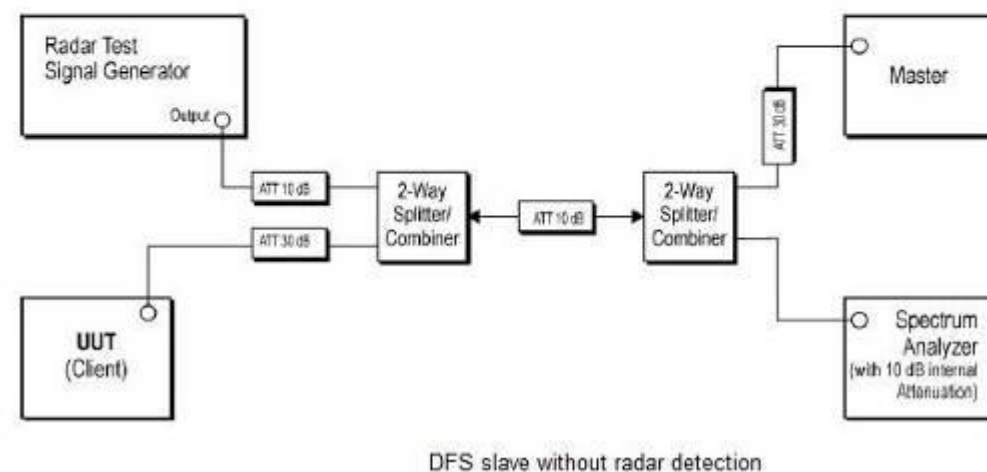 Radar Test
Signal Generator
Output
Master
ATT 30 dB
ATT 10 dB
2-Way
Splitter/
Combiner
ATT 10 dB
2-Way
Splitter/
Combiner
ATT 30 dB
UUT
(Client)
Spectrum
Analyzer
(with 10 dB internal
Attenuation)
DFS slave without radar detection